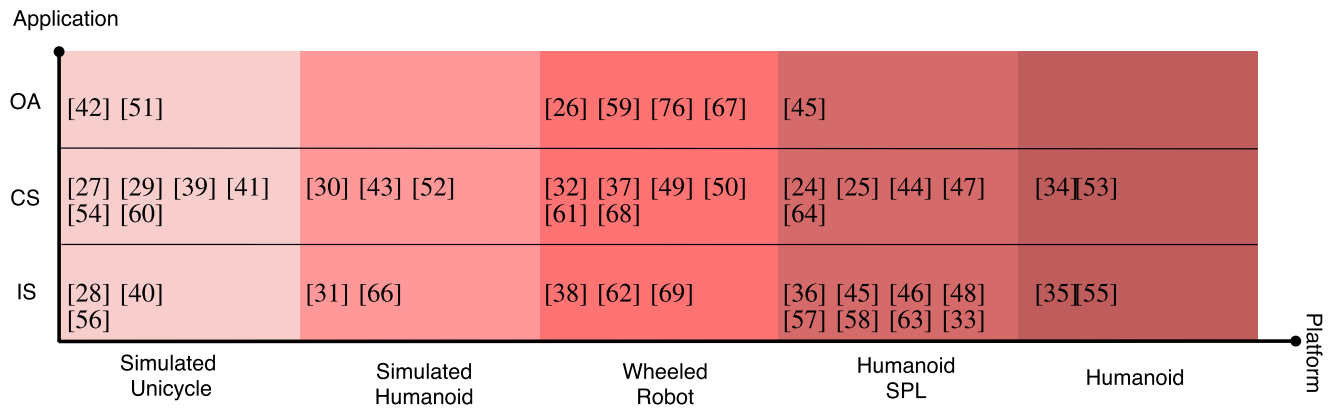 Application
OA
[42] [51]
[26] [59] [76] [67]
[45]
CS
[27] [29] [39] [41]
[54] [60]
[30] [43] [52]
[32] [37] [49] [50]
[61] [68]
[24] [25] [44] [47]
[64]
[34][53]
IS
[28] [40]
[56]
[31] [66]
[38] [62] [69]
[36] [45] [46] [48]
[57] [58] [63] [33]
[35][55]
Simulated
Unicycle
Simulated
Humanoid
Wheeled
Robot
Humanoid
SPL
Humanoid
Platform